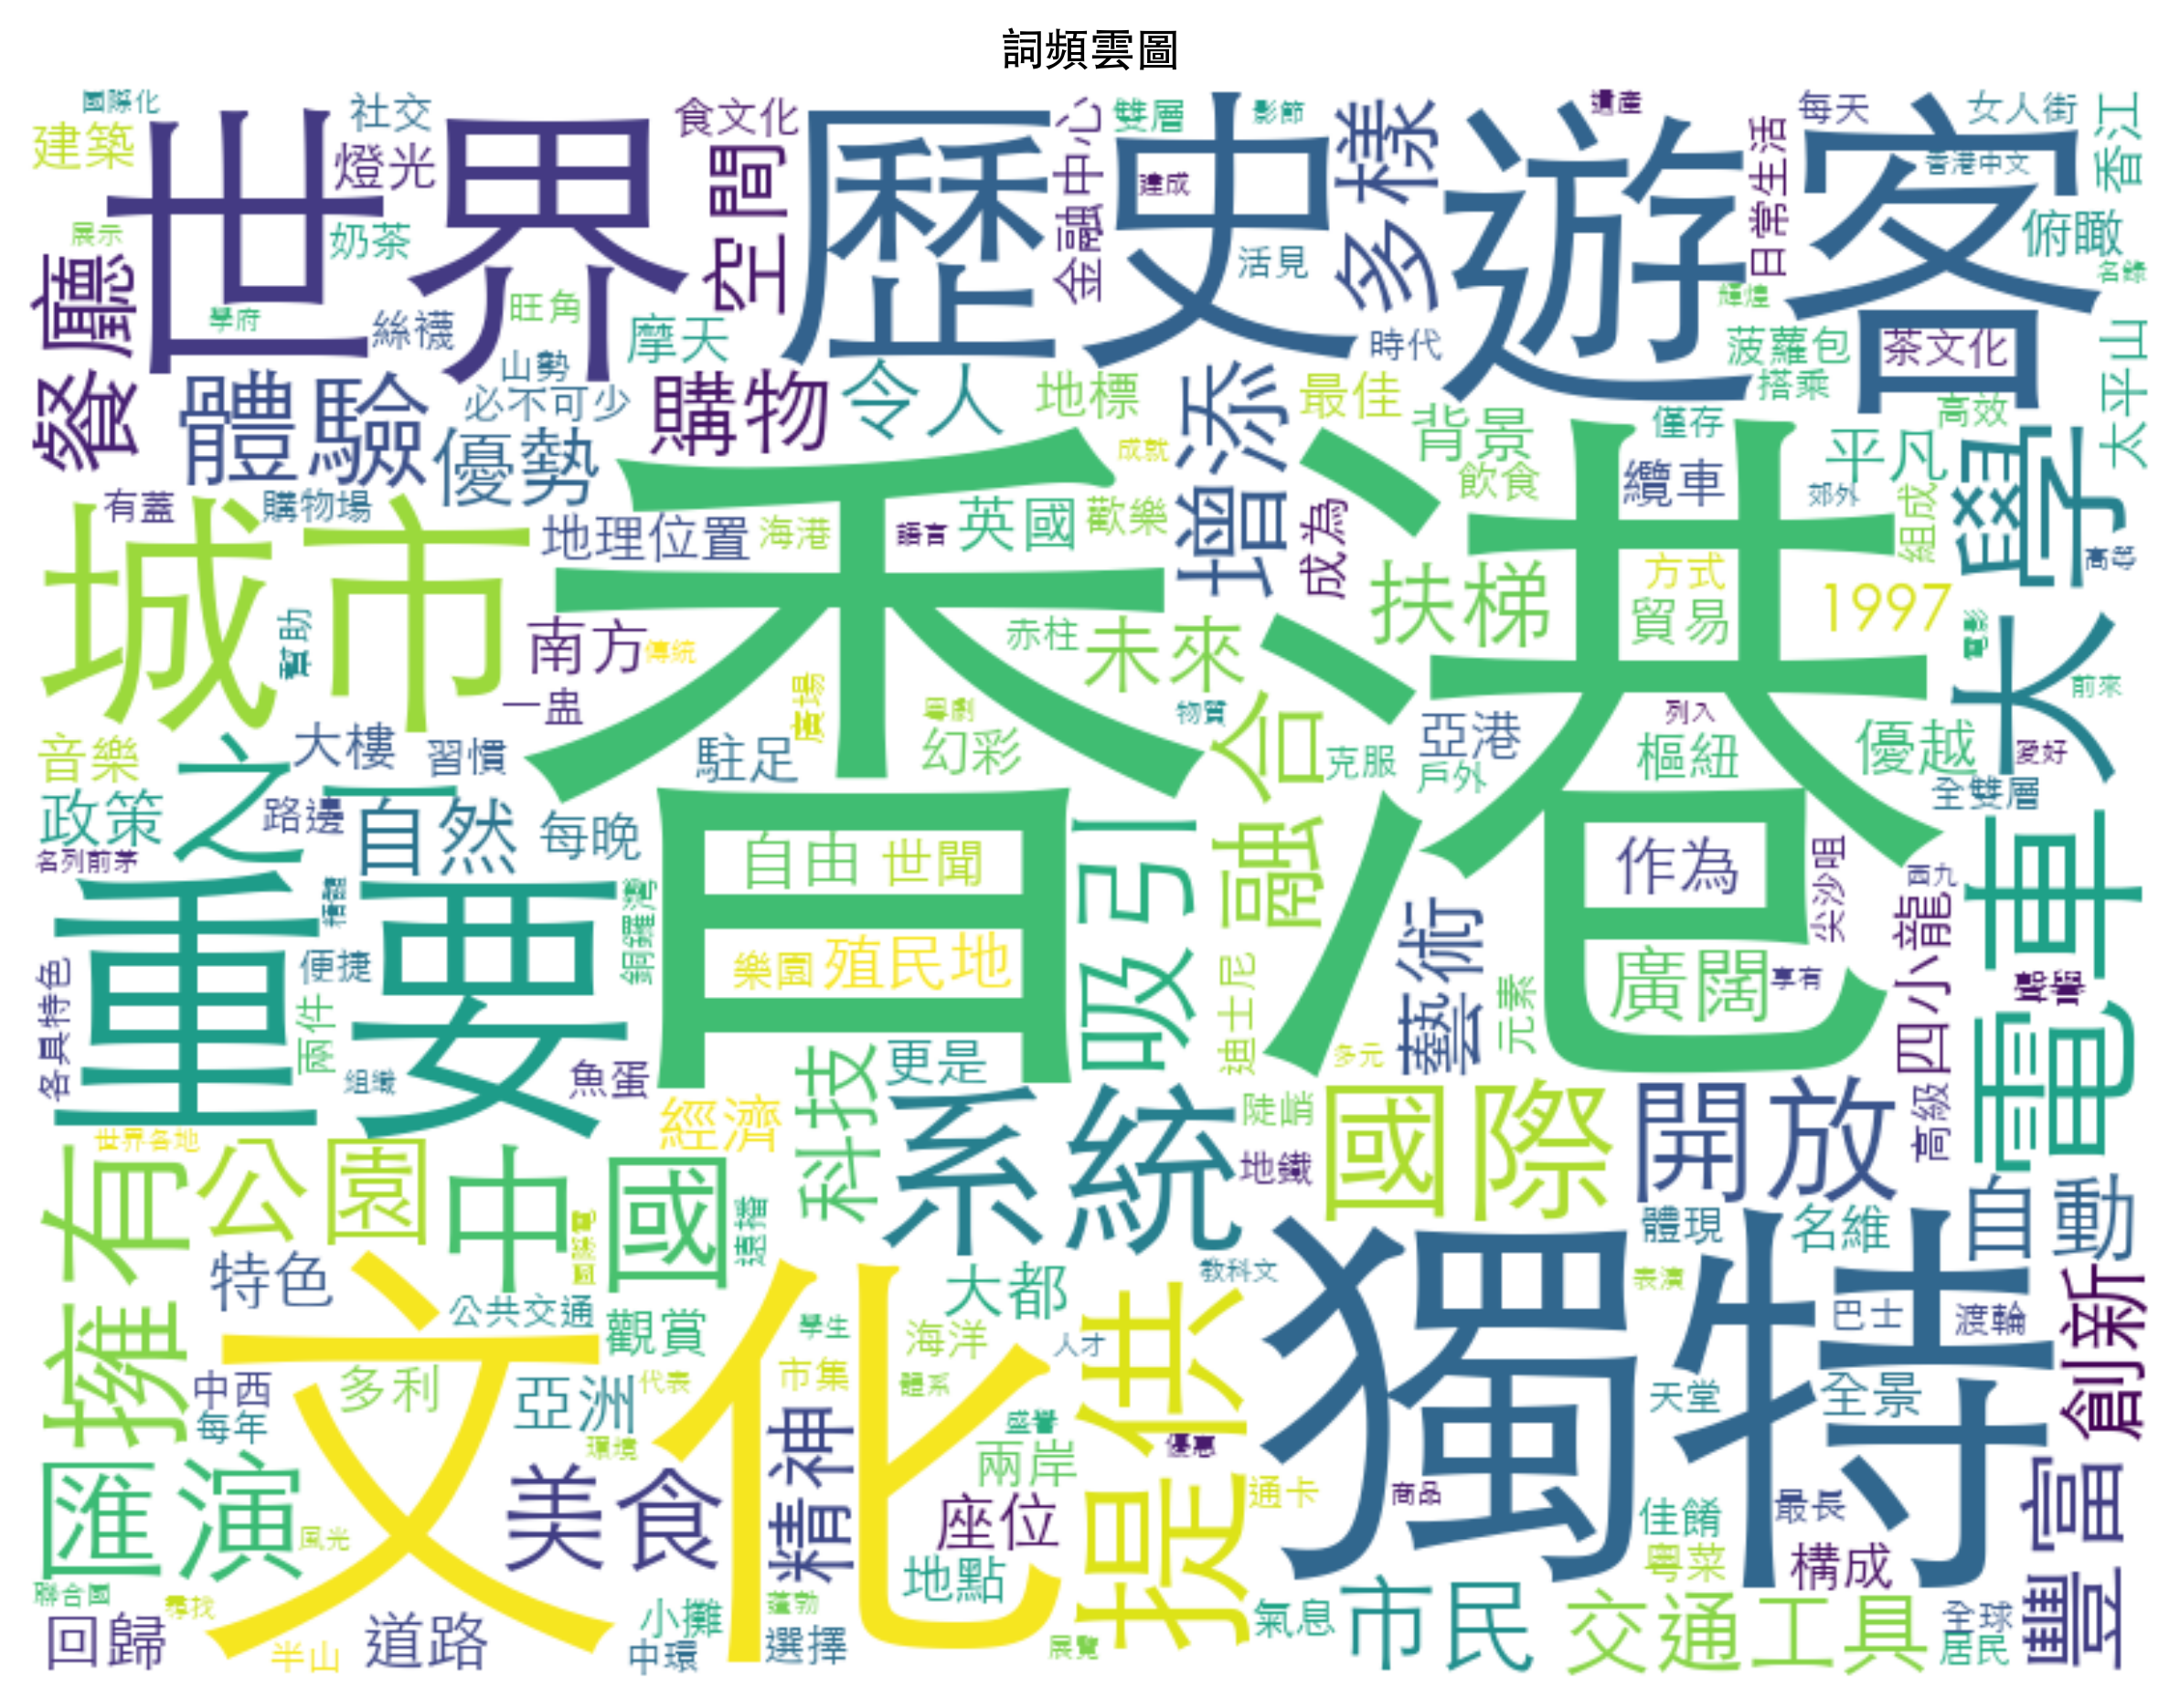 詞頻雲圖
國際化
社交
食文化
雙層
影節
遺產
每天
女人街
建築
世界
燈光
空間
歷史
金融中心
建成
多樣
遊客
日常生活
香港中文
香江
展示
奶茶
活見
俯瞰
名錄
餐廳
學府
絲襪
旺角
摩天
時代
輝煌
菠蘿包
茶文化
太平山
山勢
體驗
必不可少
購物
令人
地標
增添
最佳
搭乘
高效
優勢
成就
背景
僅存
平凡
大學
有蓋
購物場
地理位置
海港
語言
英國
歡樂
成為
飲食
纜車
郊外
組成
城市
香港
扶梯
方式
貿易
1997
幫助
南方
傳統
赤柱
未來
電影
前來
一盅
廣場
粵劇
物質
融合
列入
音樂
之一
大樓
習慣
駐足
幻彩
克服
亞港
戶外
樞紐
優越
愛好
政策
路邊
自然
每晚
全雙層
名列前茅
自由
世聞
吸引
作為
尖沙咀
西九
電車
重要
銅鑼灣
便捷
樂園
殖民地
迪士尼
藝術
元素
廣闊
享有
四小龍
各具特色
兩件
組織
魚蛋
科技
更是
多元
高級
經濟
系統
陡峭
國際
開放
世界各地
擁有
公園
中國
地鐵
自動
遠播
體現
名維
特色
文化
公共交通
觀賞
大都
教科文
表演
獨特
巴士
渡輪
創新
中西
多利
亞洲
代表
學生
海洋
人才
提供
市集
體系
天堂
全景
每年
環境
精神
盛譽
兩岸
優惠
匯演
風光
美食
座位
通卡
商品
佳餚
最長
豐富
聯合國
尋找
地點
粵菜
構成
回歸
半山
道路
小攤
中環
蓬勃
選擇
展覽
氣息
市民
交通工具
全球
居民